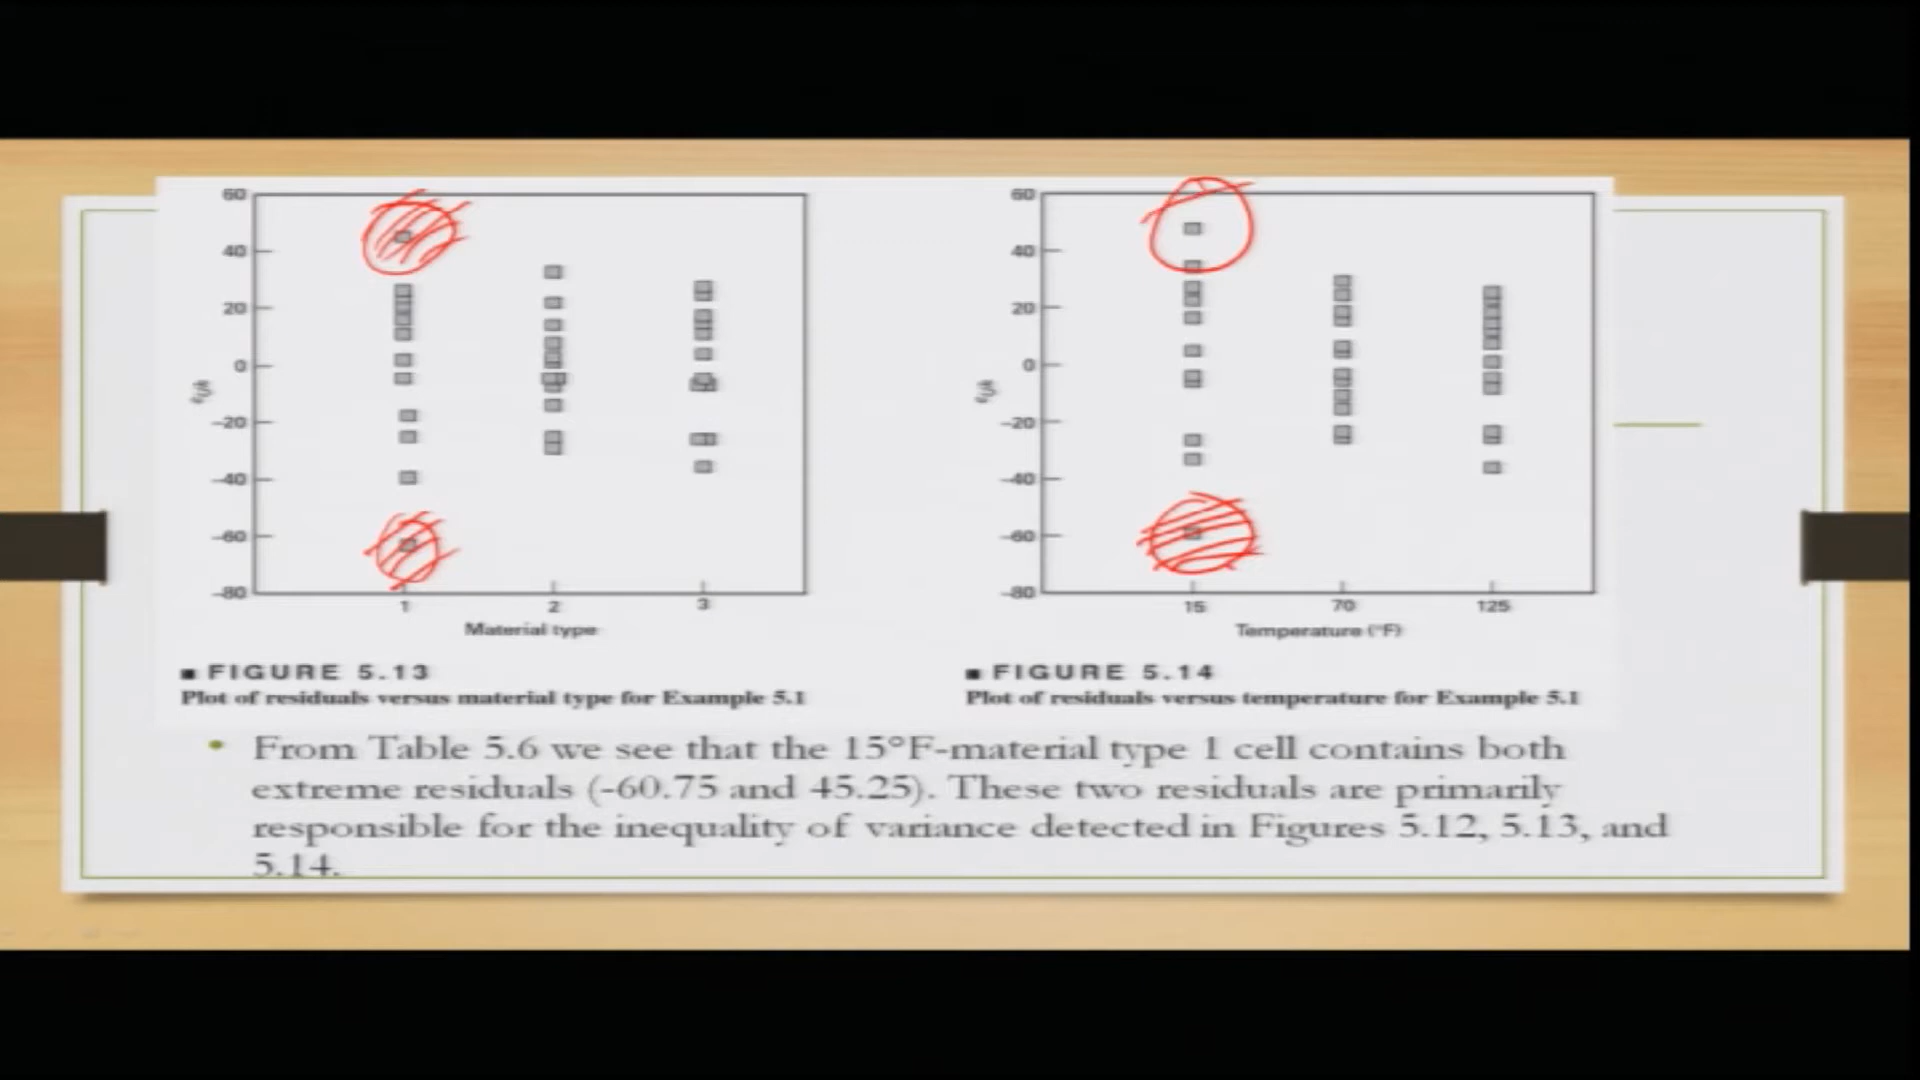 60
40
20
0
-20
-40
-60
-80
e_ijk
1
2
3
Material type
■ FIGURE 5.13
Plot of residuals versus material type for Example 5.1
60
40
20
0
-20
-40
-60
-80
e_ijk
15
70
125
Temperature (°F)
■ FIGURE 5.14
Plot of residuals versus temperature for Example 5.1
• From Table 5.6 we see that the 15°F-material type 1 cell contains both
extreme residuals (-60.75 and 45.25). These two residuals are primarily
responsible for the inequality of variance detected in Figures 5.12, 5.13, and
5.14.